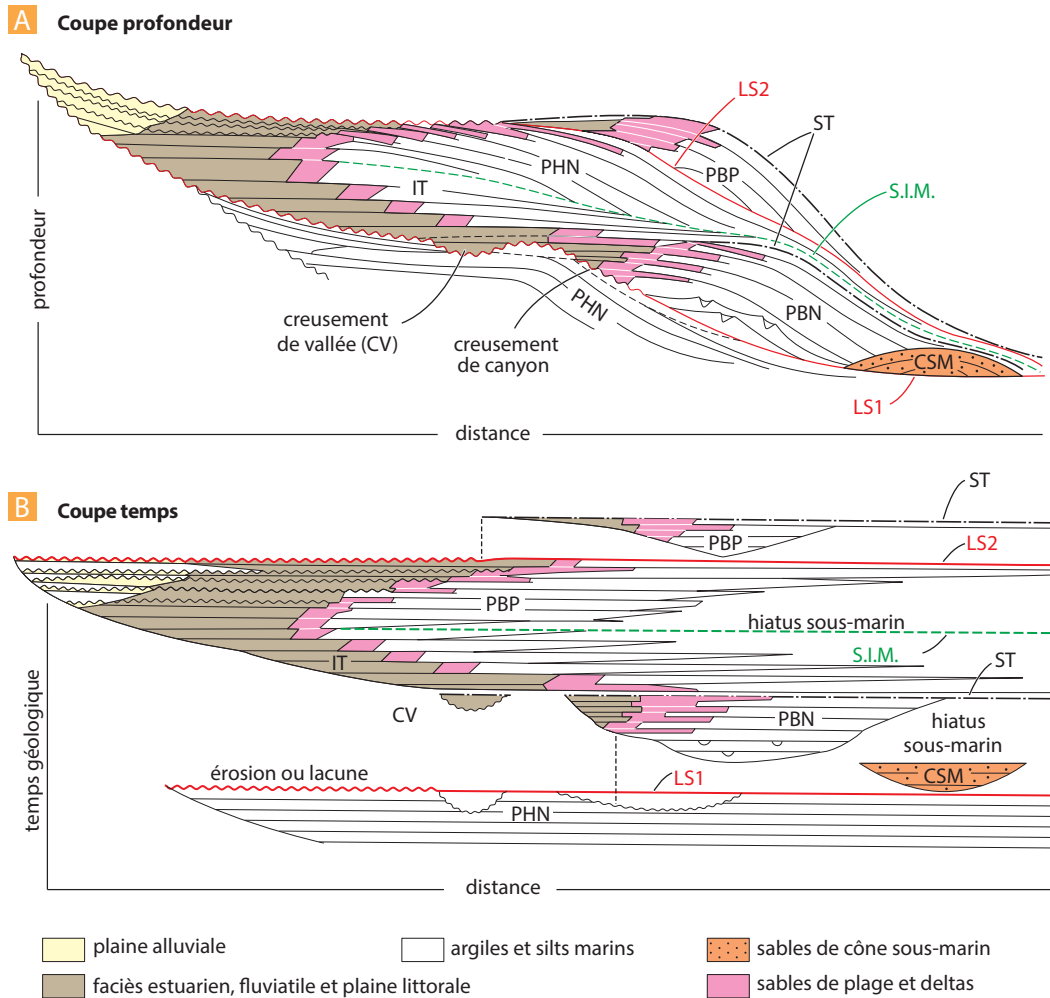 A Coupe profondeur
LS2
ST
PHN
PBP
S.I.M.
IT
profondeur
PHN
PBN
creusement
de vallée (CV)
creusement
de canyon
CSM
LS1
distance
ST
B Coupe temps
PBP
LS2
PBP
hiatus sous-marin
S.I.M.
IT
ST
CV
PBN
hiatus
sous-marin
CSM
érosion ou lacune
LS1
PHN
temps géologique
distance
plaine alluviale
argiles et silts marins
sables de cône sous-marin
faciès estuarien, fluviatile et plaine littorale
sables de plage et deltas